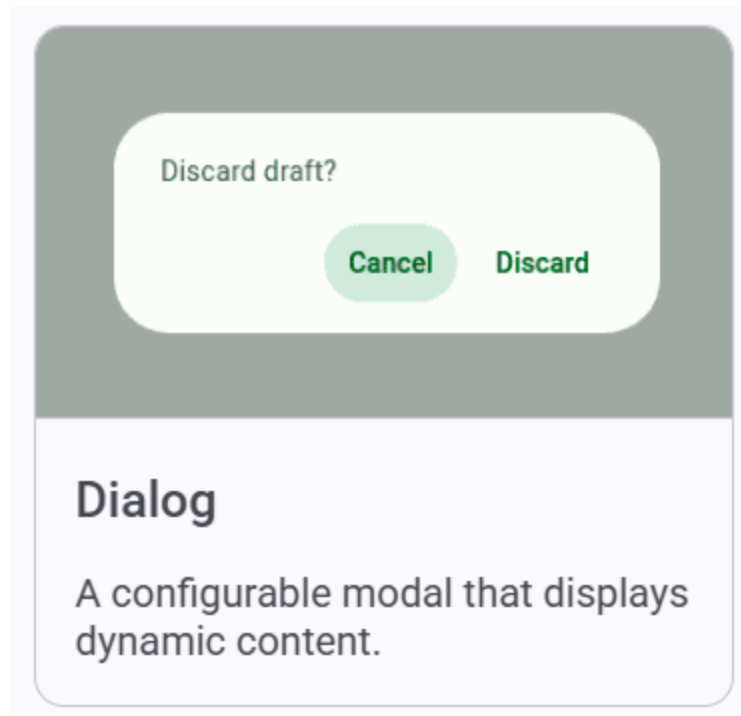 Discard draft?
Cancel Discard
Dialog
A configurable modal that displays
dynamic content.